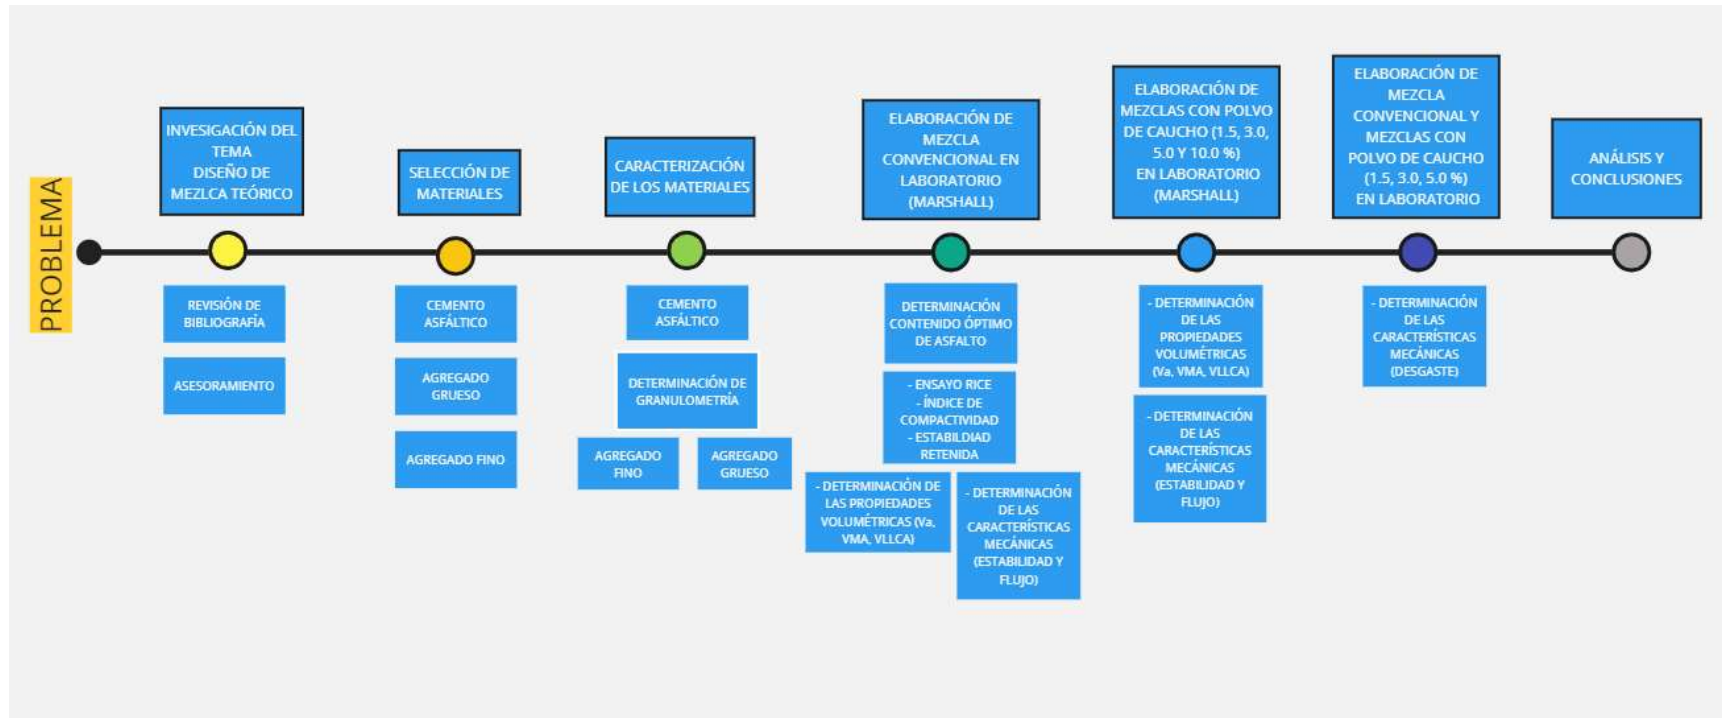 PROBLEMA
INVESIGACIÓN DEL
TEMA
DISEÑO DE
MEZLCA TEÓRICO
REVISIÓN DE
BIBLIOGRAFÍA
ASESORAMIENTO
SELECCIÓN DE
MATERIALES
CEMENTO
ASFÁLTICO
AGREGADO
GRUESO
AGREGADO FINO
CARACTERIZACIÓN
DE LOS MATERIALES
CEMENTO
ASFÁLTICO
DETERMINACIÓN DE
GRANULOMETRÍA
AGREGADO
FINO
AGREGADO
GRUESO
ELABORACIÓN DE
MEZCLA
CONVENCIONAL EN
LABORATORIO
(MARSHALL)
DETERMINACIÓN
CONTENIDO ÓPTIMO
DE ASFALTO
- ENSAYO RICE
- ÍNDICE DE
COMPACTIVIDAD
- ESTABILDIAD
RETENIDA
- DETERMINACIÓN DE
LAS PROPIEDADES
VOLUMÉTRICAS (Va,
VMA, VLLCA)
- DETERMINACIÓN
DE LAS
CARACTERÍSTICAS
MECÁNICAS
(ESTABILIDAD Y
FLUJO)
ELABORACIÓN DE
MEZCLAS CON POLVO
DE CAUCHO (1.5, 3.0,
5.0 Y 10.0 %)
EN LABORATORIO
(MARSHALL)
- DETERMINACIÓN
DE LAS
PROPIEDADES
VOLUMÉTRICAS
(Va, VMA, VLLCA)
- DETERMINACIÓN
DE LAS
CARACTERÍSTICAS
MECÁNICAS
(ESTABILIDAD Y
FLUJO)
ELABORACIÓN DE
MEZCLA
CONVENCIONAL Y
MEZCLAS CON
POLVO DE CAUCHO
(1.5, 3.0, 5.0 %)
EN LABORATORIO
- DETERMINACIÓN
DE LAS
CARACTERÍSTICAS
MECÁNICAS
(DESGASTE)
ANÁLISIS Y
CONCLUSIONES